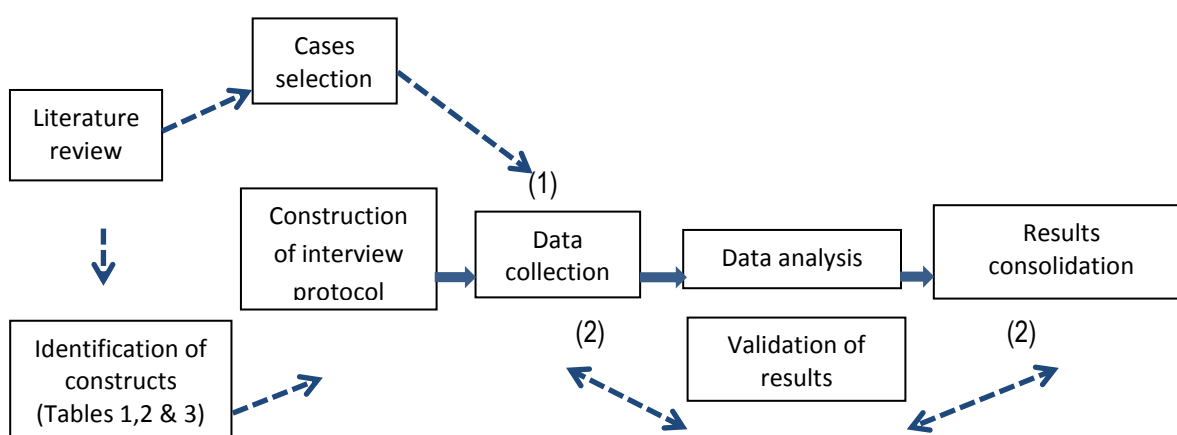 Cases
selection
Literature
review
(1)
Construction
of interview
protocol
Data
collection
Data analysis
Results
consolidation
(2)
(2)
Identification of
constructs
(Tables 1,2 & 3)
Validation of
results